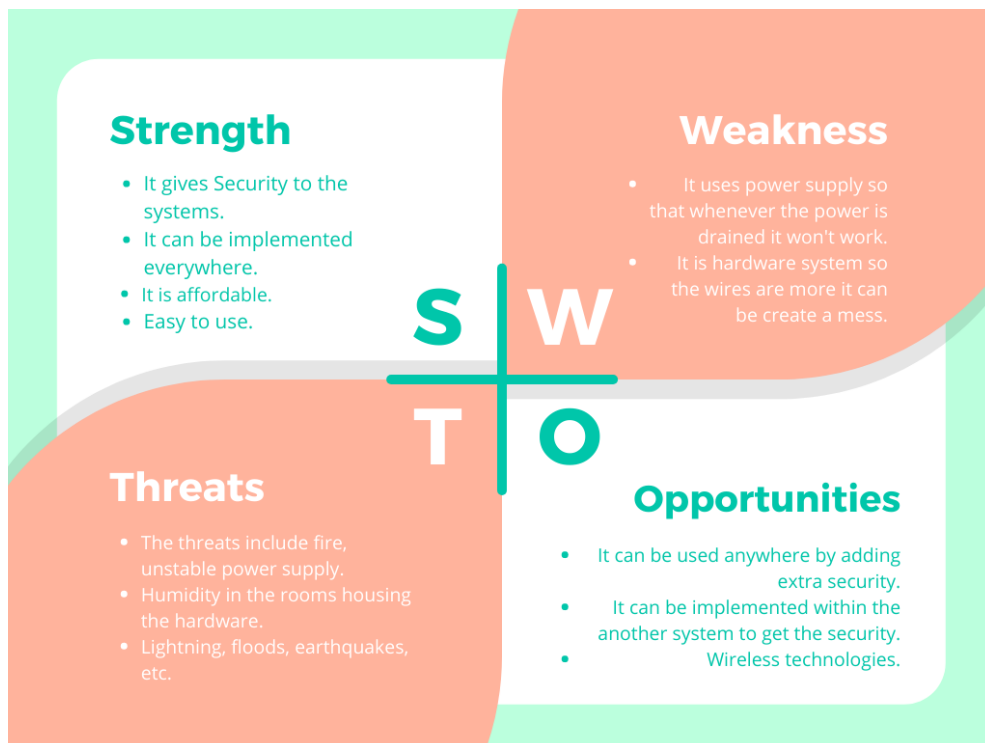 Strength
• It gives Security to the
systems.
• It can be implemented
everywhere.
• It is affordable.
• Easy to use.
Weakness
• It uses power supply so
that whenever the power is
drained it won't work.
• It is hardware system so
the wires are more it can
be create a mess.
S
W
T
O
Threats
• The threats include fire,
unstable power supply.
• Humidity in the rooms housing
the hardware.
• Lightning, floods, earthquakes,
etc.
Opportunities
• It can be used anywhere by adding
extra security.
• It can be implemented within the
another system to get the security.
• Wireless technologies.